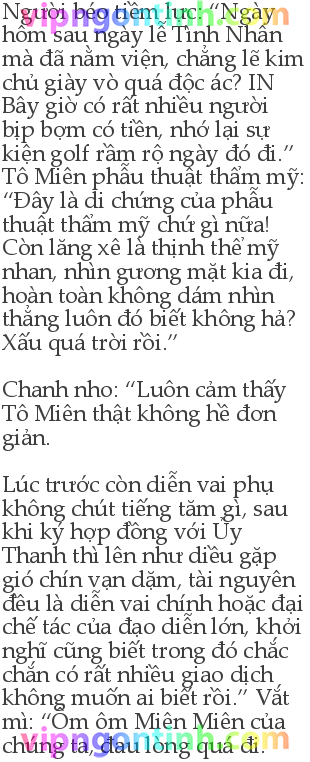 Người béo tiềm lực: “Ngày
hôm sau ngày lễ Tình Nhân
mà đã nằm viện, chẳng lẽ kim
chủ giày vò quá độc ác? IN
Bây giờ có rất nhiều người
bịp bợm có tiền, nhớ lại sự
kiện golf rầm rộ ngày đó đi.”
Tô Miên phẫu thuật thẩm mỹ:
“Đây là di chứng của phẫu
thuật thẩm mỹ chứ gì nữa!
Còn lăng xê là thịnh thế mỹ
nhan, nhìn gương mặt kia đi,
hoàn toàn không dám nhìn
thẳng luôn đó biết không hả?
Xấu quá trời rồi.”
Chanh nho: “Luôn cảm thấy
Tô Miên thật không hề đơn
giản.
Lúc trước còn diễn vai phụ
không chút tiếng tăm gì, sau
khi ký hợp đồng với Ủy
Thanh thì lên như diều gặp
gió chín vạn dặm, tài nguyên
đều là diễn vai chính hoặc đại
chế tác của đạo diễn lớn, khỏi
nghĩ cũng biết trong đó chắc
chắn có rất nhiều giao dịch
không muốn ai biết rồi.” Vắt
mì: “Ôm ôm Miên Miên của
chúng ta, đau lòng quá đi.
vipngontinh.com
vipngontinh.com